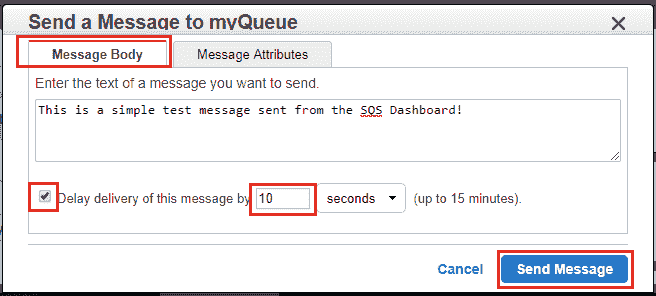 Send a Message to myQueue
Message Body
Message Attributes
Enter the text of a message you want to send.
This is a simple test message sent from the SQS Dashboard!
Delay delivery of this message by 10 seconds (up to 15 minutes).
Cancel
Send Message